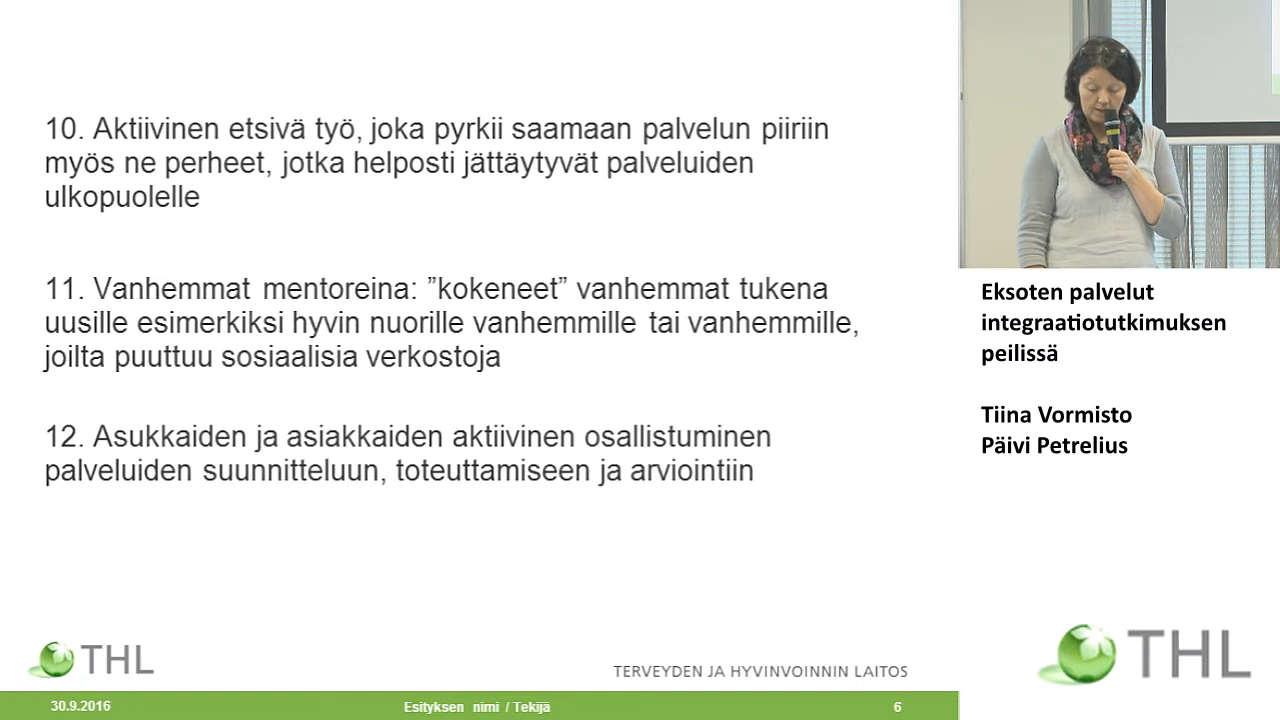 10. Aktiivinen etsivä työ, joka pyrkii saamaan palvelun piiriin
myös ne perheet, jotka helposti jättäytyvät palveluiden
ulkopuolelle
11. Vanhemmat mentoreina: ”kokeneet” vanhemmat tukena
uusille esimerkiksi hyvin nuorille vanhemmille tai vanhemmille,
joilta puuttuu sosiaalisia verkostoja
12. Asukkaiden ja asiakkaiden aktiivinen osallistuminen
palveluiden suunnitteluun, toteuttamiseen ja arviointiin
THL
TERVEYDEN JA HYVINVOINNIN LAITOS
30.9.2016
Esityksen nimi / Tekijä
6
Eksoten palvelut
integraatiotutkimuksen
peilissä
Tiina Vormisto
Päivi Petrelius
THL